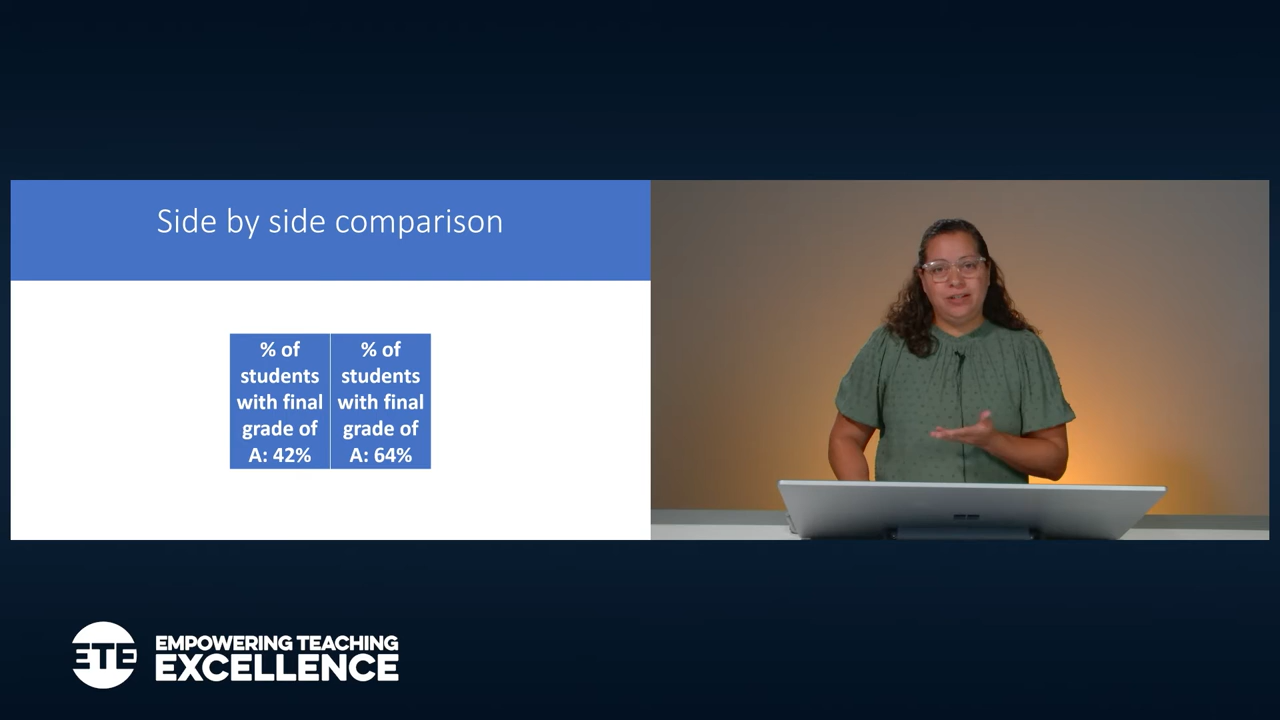 Side by side comparison
% of
students
with final
grade of
A: 42%
% of
students
with final
grade of
A: 64%
ETE
EMPOWERING TEACHING
EXCELLENCE